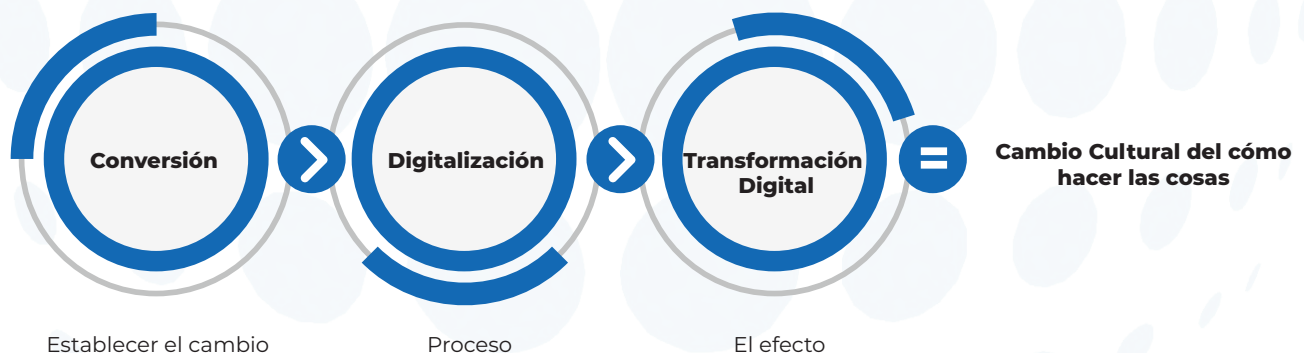 Conversión
Digitalización
Transformación
Digital
=
Cambio Cultural del cómo
hacer las cosas
Establecer el cambio
Proceso
El efecto